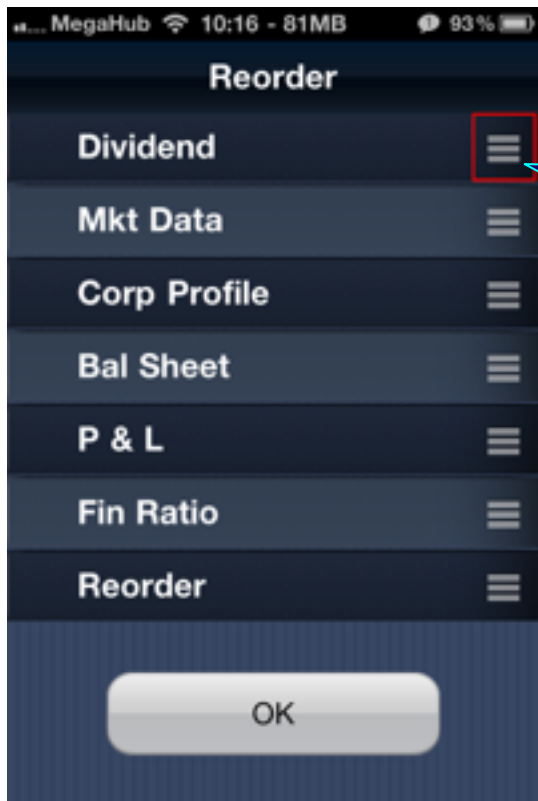 MegaHub 10:16 - 81MB 93%
Reorder
Dividend
Mkt Data
Corp Profile
Bal Sheet
P & L
Fin Ratio
Reorder
OK